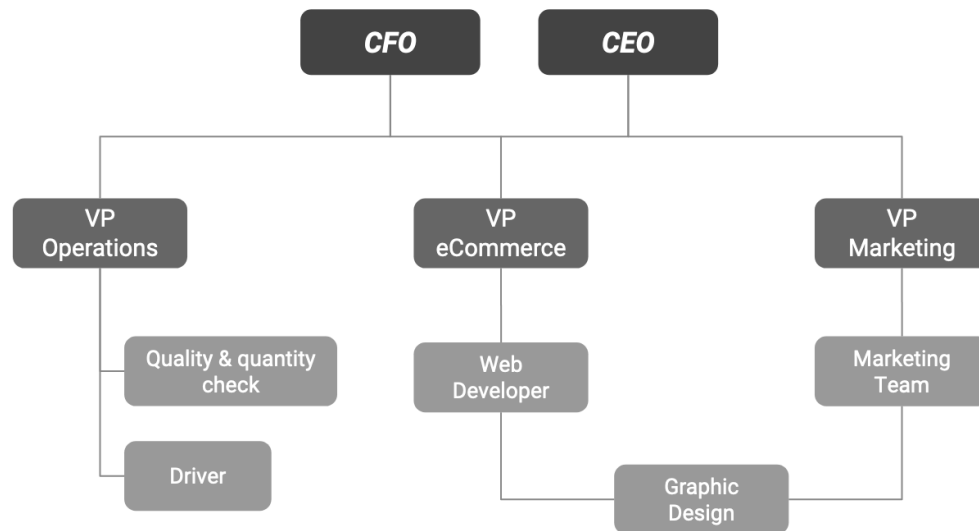 CFO
CEO
VP
Operations
VP
eCommerce
VP
Marketing
Quality & quantity
check
Web
Developer
Marketing
Team
Driver
Graphic
Design